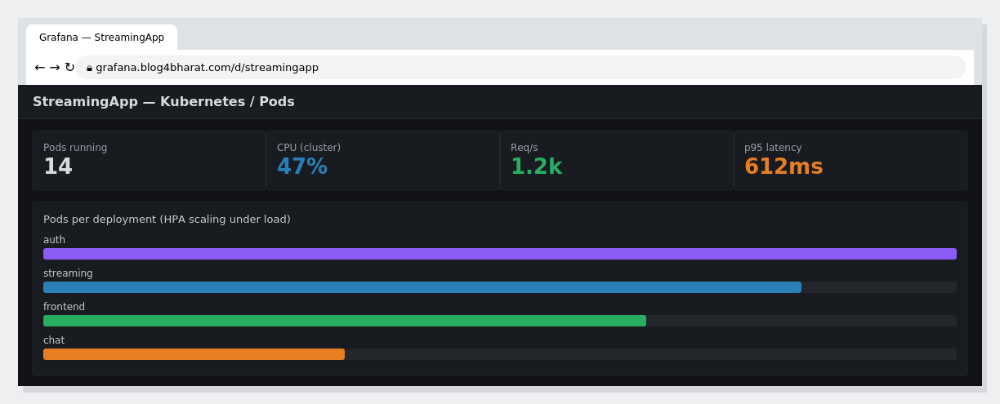 Grafana — StreamingApp
← → ↻ 🔒 grafana.blog4bharat.com/d/streamingapp
StreamingApp — Kubernetes / Pods
Pods running
14
CPU (cluster)
47%
Req/s
1.2k
p95 latency
612ms
Pods per deployment (HPA scaling under load)
auth
streaming
frontend
chat